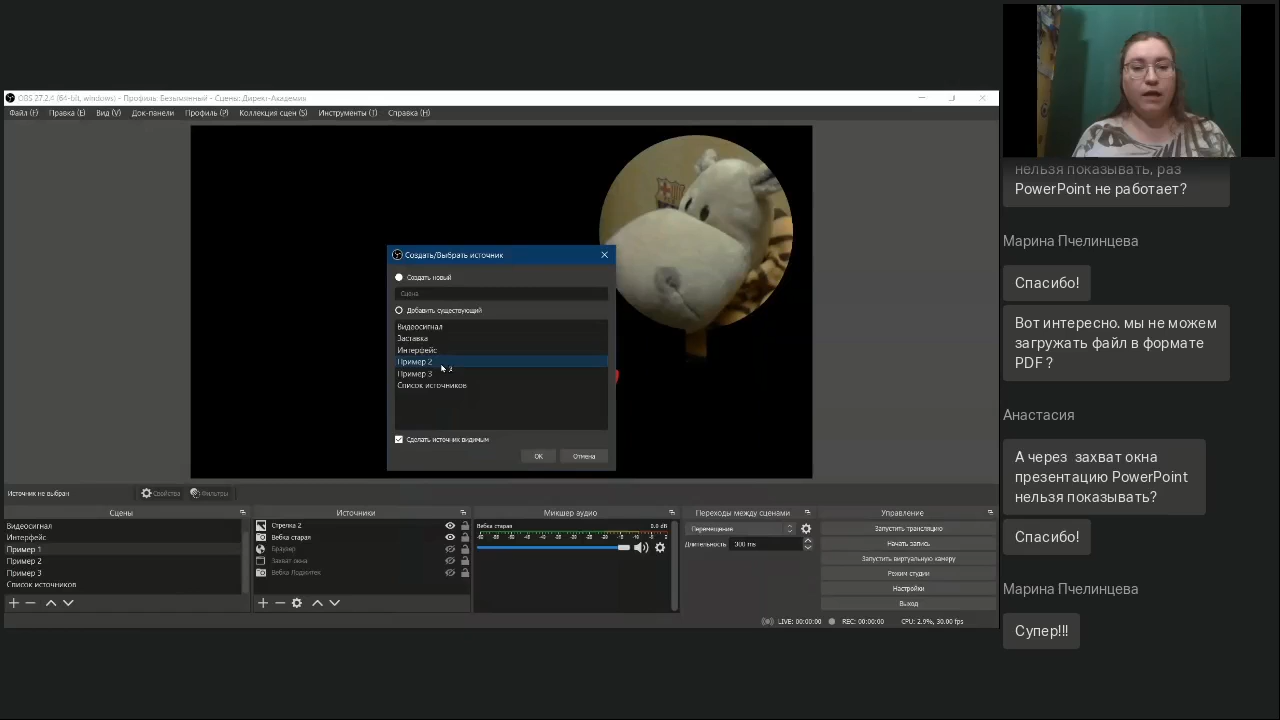 OBS 27.2.4 (64-bit, windows) - Профиль: Безымянный - Сцены: Директ-Академия
Файл (F) Правка (E) Вид (V) Док-панели Профиль (P) Коллекция сцен (S) Инструменты (T) Справка (H)
Создать/Выбрать источник
Создать новый
Сцена
Добавить существующий
Видеосигнал
Заставка
Интерфейс
Пример 2
Пример 3
Список источников
Сделать источник видимым
OK Отмена
Источник не выбран Свойства Фильтры
Сцены
Видеосигнал
Интерфейс
Пример 1
Пример 2
Пример 3
Список источников
Источники
Стрелка 2
Вебка старая
Браузер
Захват окна
Вебка Лоджитек
Микшер аудио
Вебка старая 0.0 dB
Переходы между сценами
Перемещение
Длительность 300 ms
Управление
Запустить трансляцию
Начать запись
Запустить виртуальную камеру
Режим студии
Настройки
Выход
LIVE: 00:00:00 REC: 00:00:00 CPU: 2.9%, 30.00 fps
нельзя показывать, раз
PowerPoint не работает?
Марина Пчелинцева
Спасибо!
Вот интересно, мы не можем
загружать файл в формате
PDF ?
Анастасия
А через захват окна
презентацию PowerPoint
нельзя показывать?
Спасибо!
Марина Пчелинцева
Супер!!!